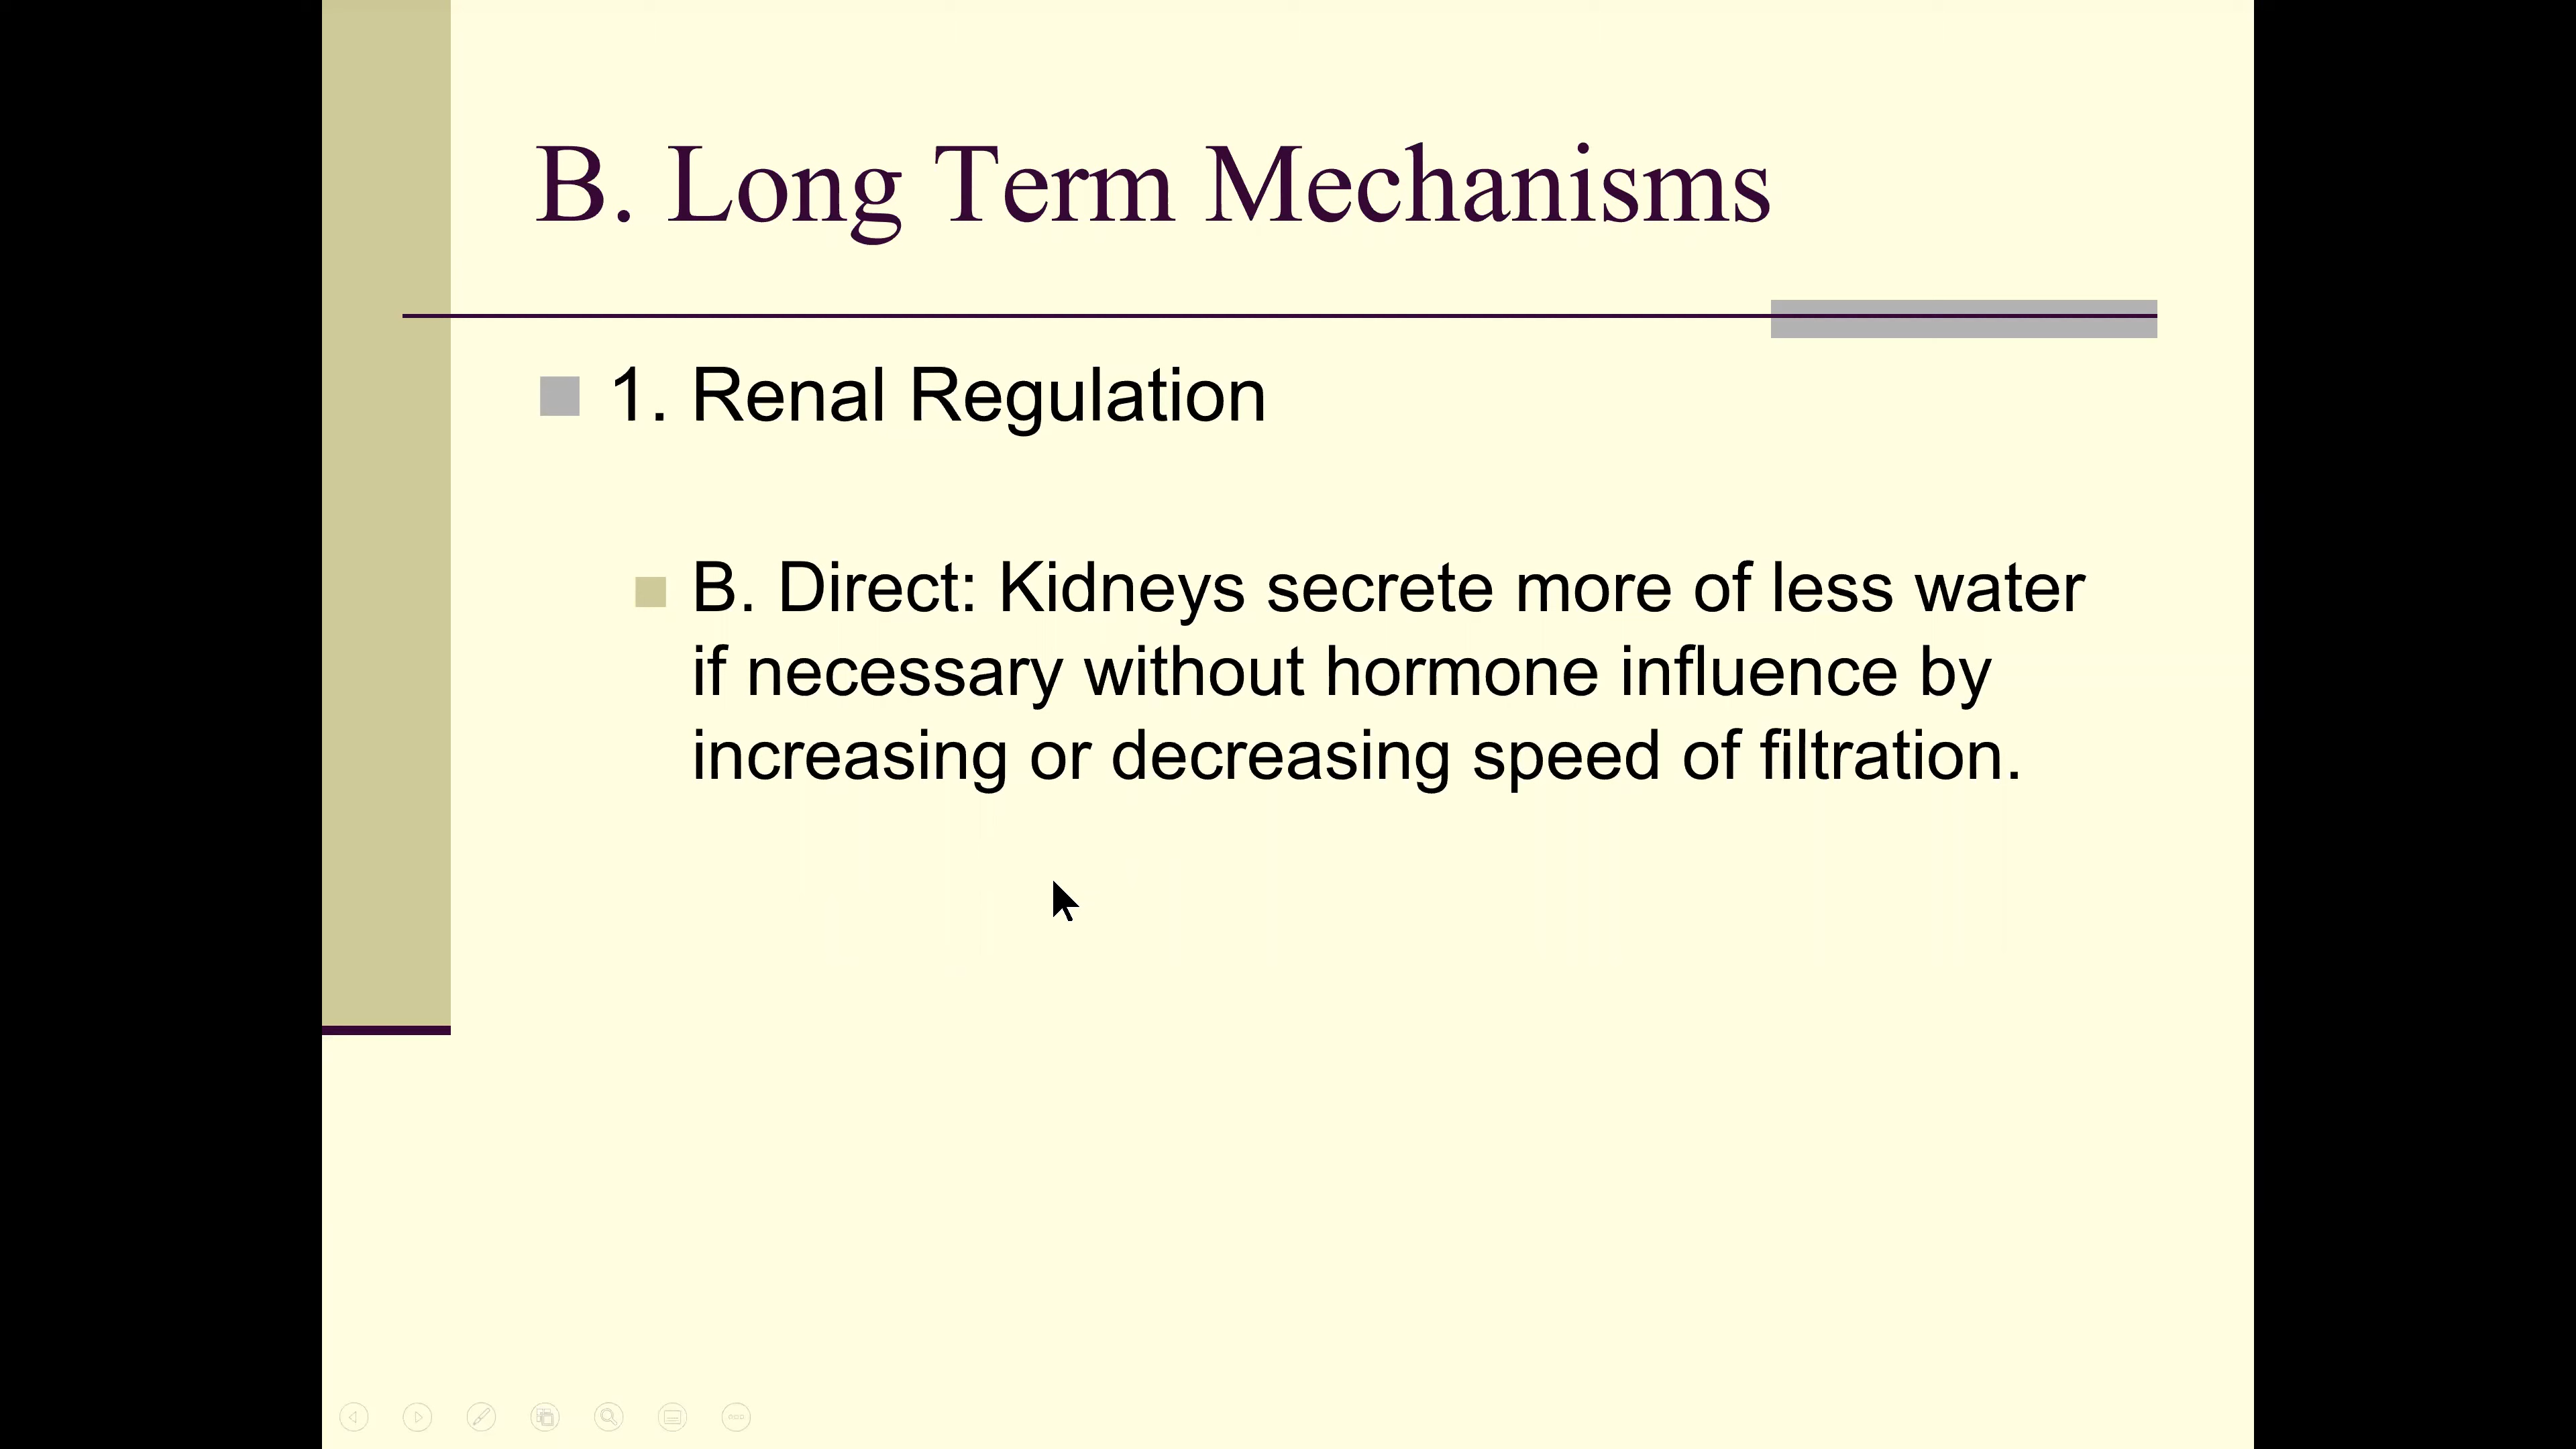 B. Long Term Mechanisms
1. Renal Regulation
B. Direct: Kidneys secrete more of less water
if necessary without hormone influence by
increasing or decreasing speed of filtration.